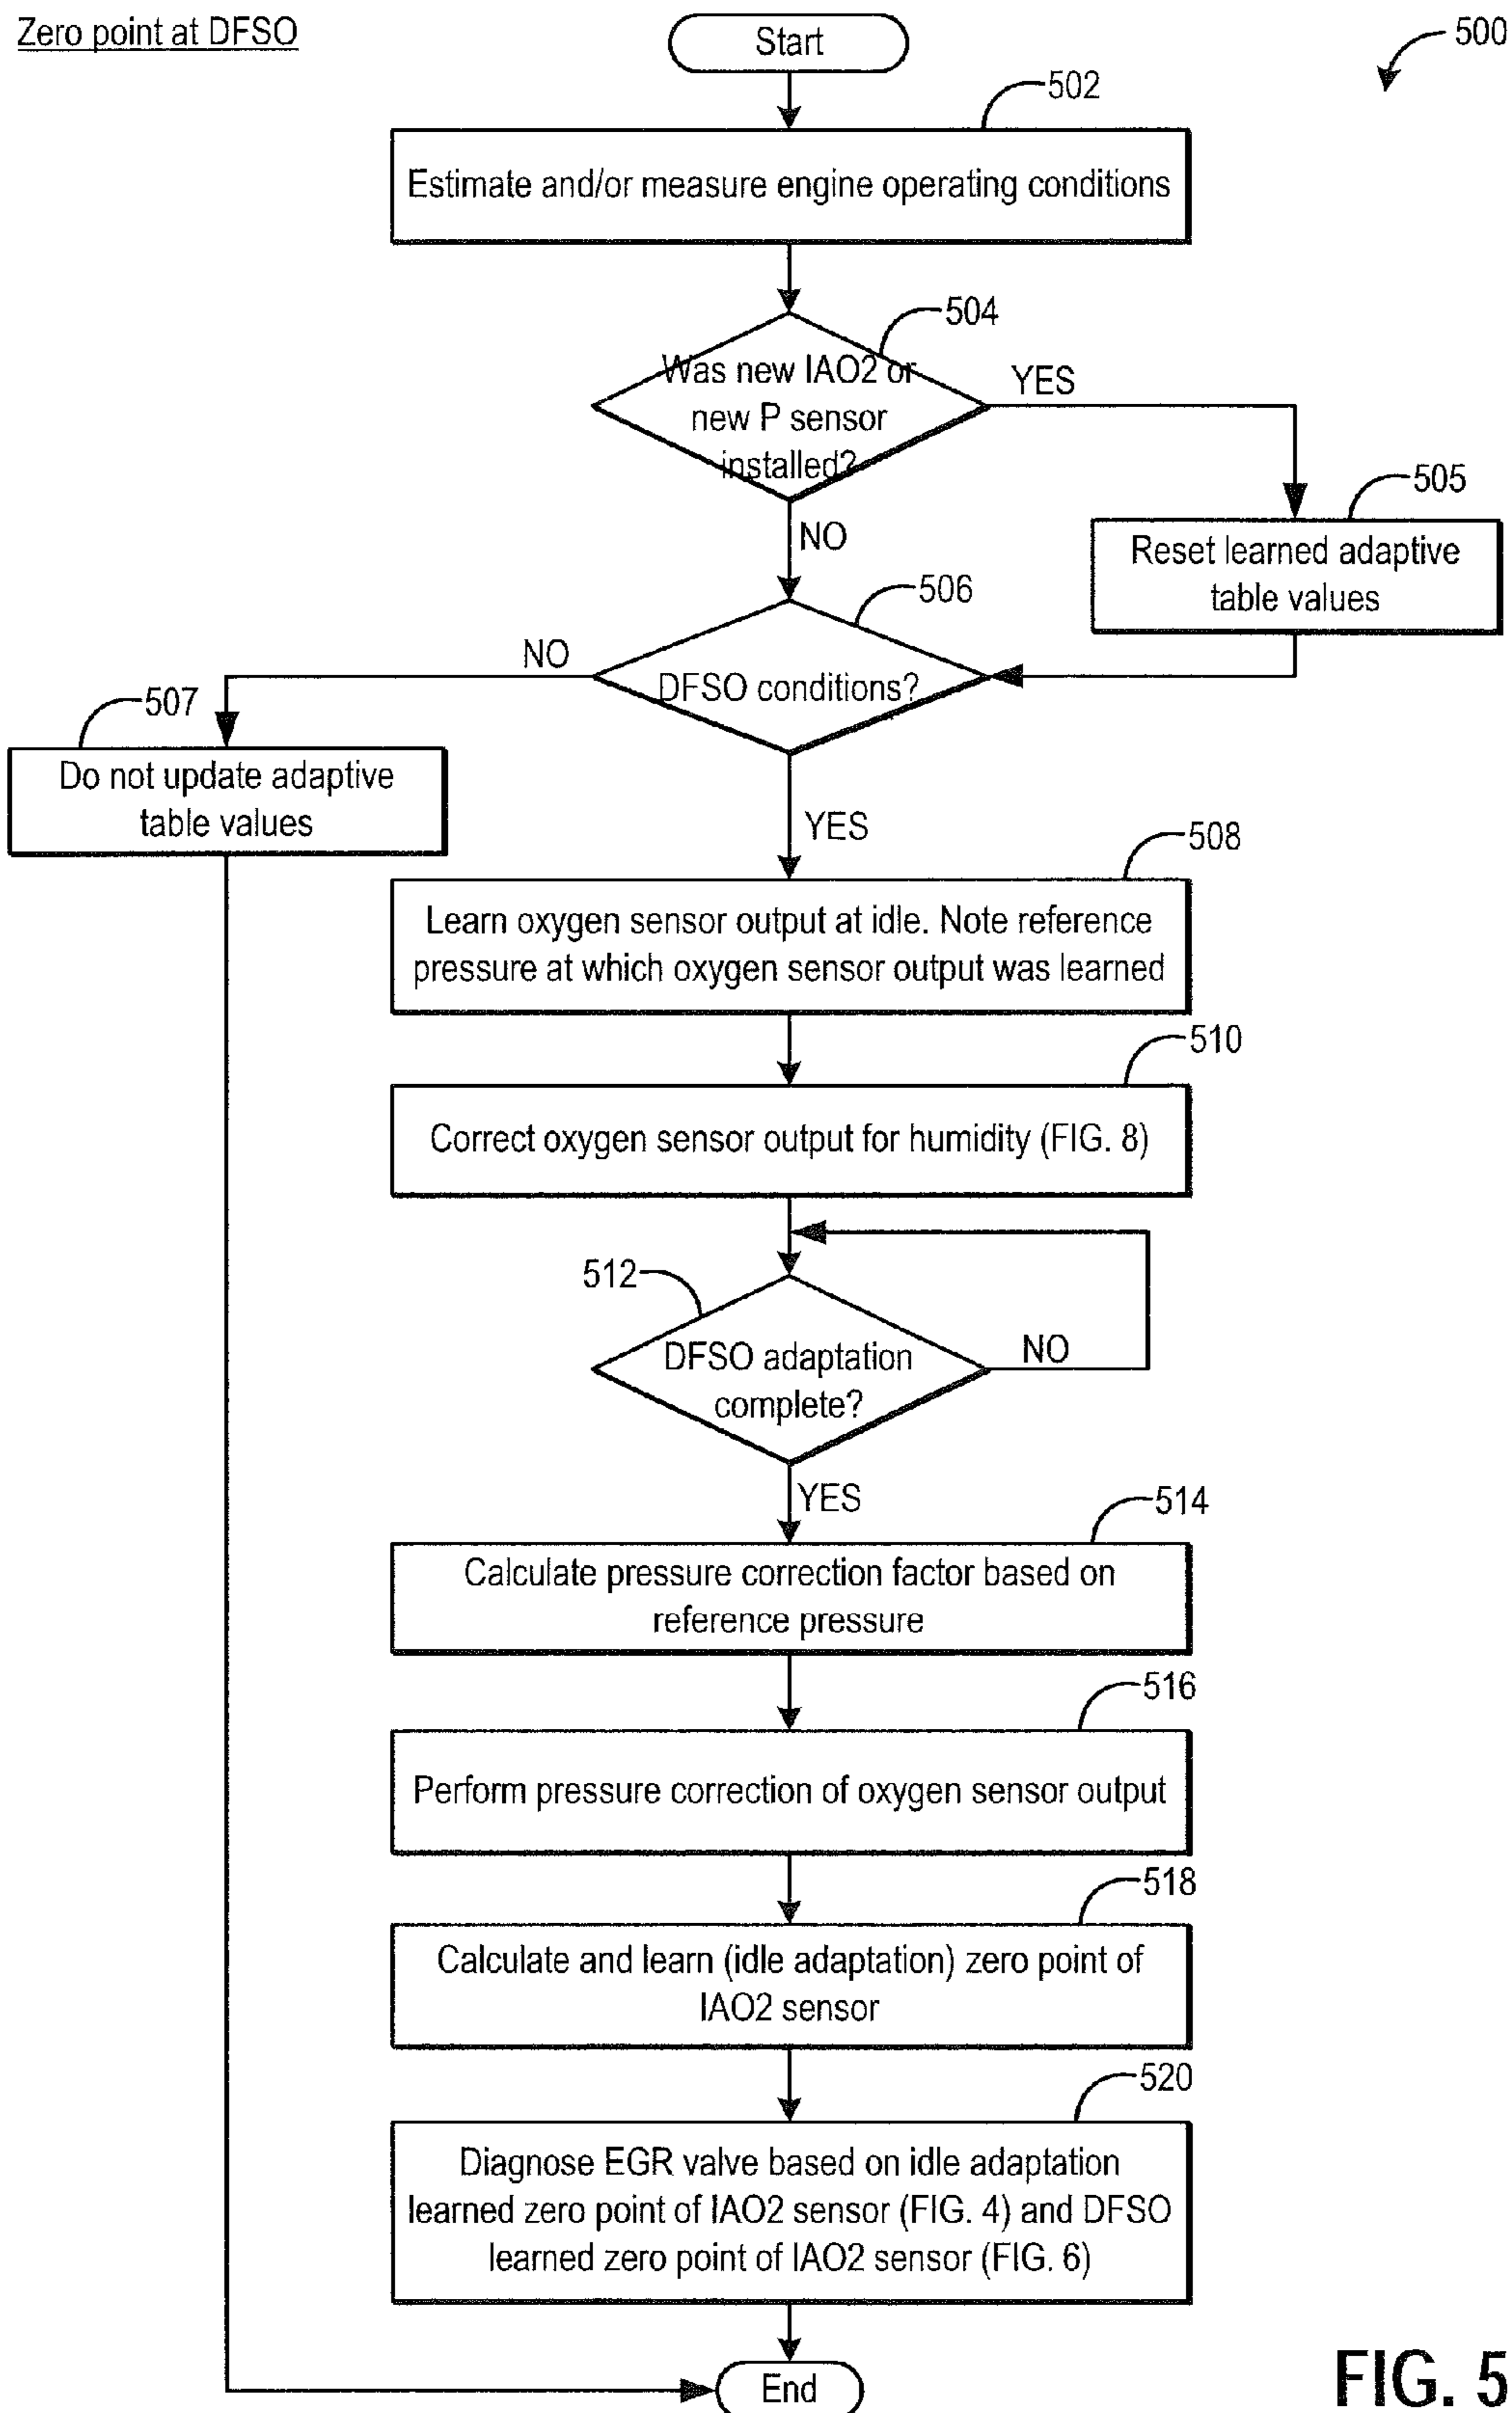 Zero point at DFSO
Start
500
502
Estimate and/or measure engine operating conditions
504
Was new IAO2 or
new P sensor
installed?
YES
NO
505
Reset learned adaptive
table values
506
DFSO conditions?
NO
507
Do not update adaptive
table values
YES
508
Learn oxygen sensor output at idle. Note reference
pressure at which oxygen sensor output was learned
510
Correct oxygen sensor output for humidity (FIG. 8)
512
DFSO adaptation
complete?
NO
YES
514
Calculate pressure correction factor based on
reference pressure
516
Perform pressure correction of oxygen sensor output
518
Calculate and learn (idle adaptation) zero point of
IAO2 sensor
520
Diagnose EGR valve based on idle adaptation
learned zero point of IAO2 sensor (FIG. 4) and DFSO
learned zero point of IAO2 sensor (FIG. 6)
End
FIG. 5